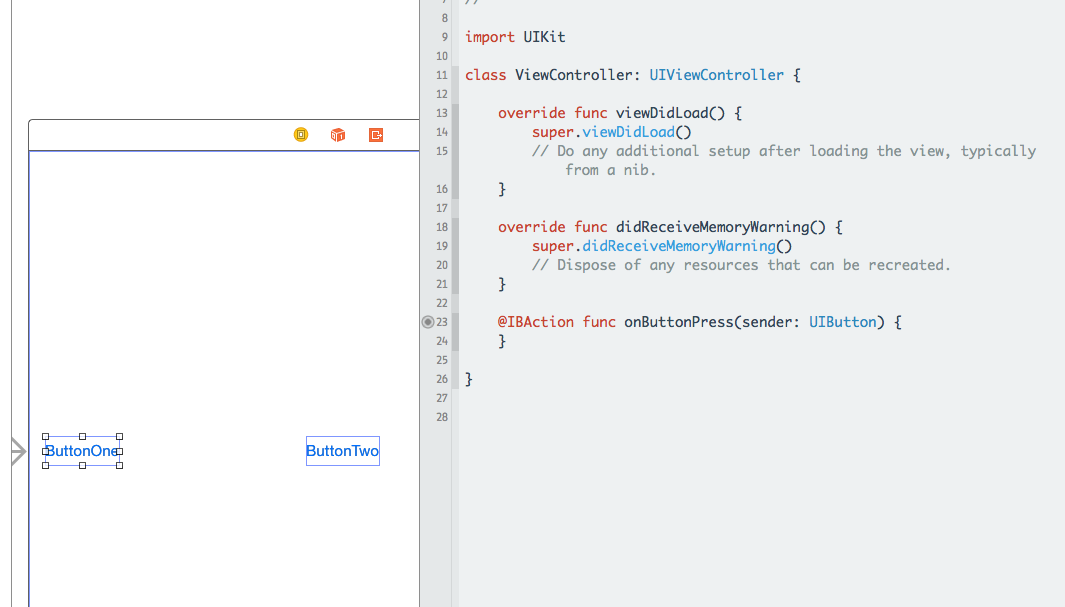 7 //
8
9 import UIKit
10
11 class ViewController: UIViewController {
12
13 override func viewDidLoad() {
14 super.viewDidLoad()
15 // Do any additional setup after loading the view, typically
from a nib.
16 }
17
18 override func didReceiveMemoryWarning() {
19 super.didReceiveMemoryWarning()
20 // Dispose of any resources that can be recreated.
21 }
22
23 @IBAction func onButtonPress(sender: UIButton) {
24 }
25
26 }
27
28
ButtonOne
ButtonTwo